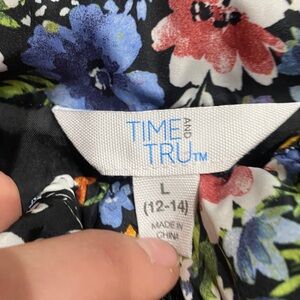 TIME AND
TRU™
L
(12-14)
MADE IN
CHINA